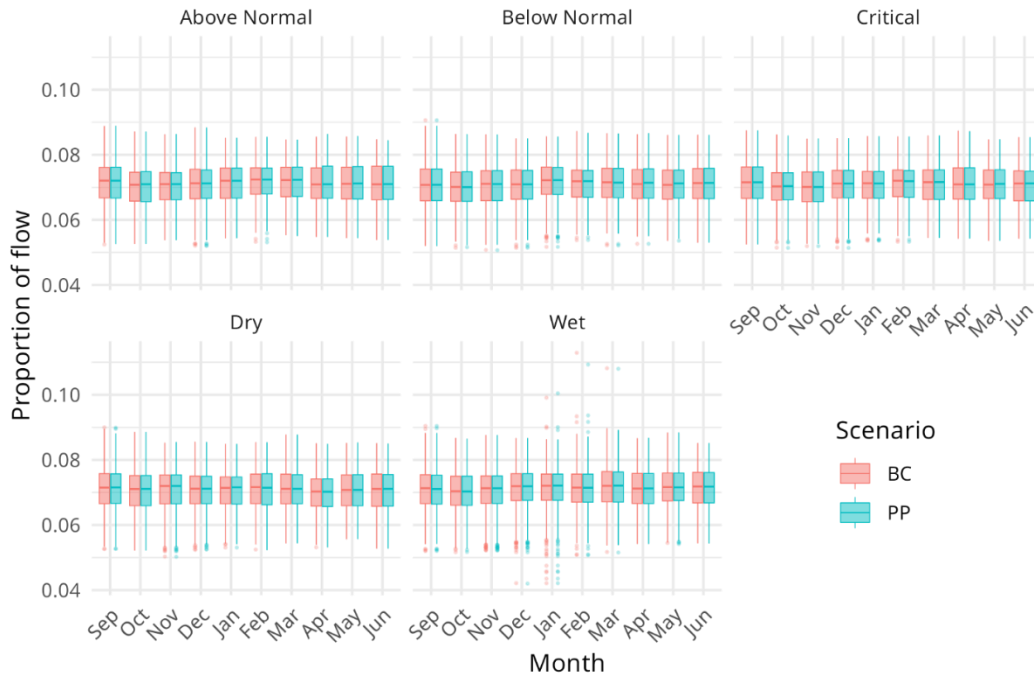 Above Normal
Below Normal
Critical
0.10
0.08
0.06
0.04
Sep Oct Nov Dec Jan Feb Mar Apr May Jun
Dry
Wet
0.10
0.08
0.06
0.04
Sep Oct Nov Dec Jan Feb Mar Apr May Jun
Sep Oct Nov Dec Jan Feb Mar Apr May Jun
Proportion of flow
Month
Scenario
BC
PP